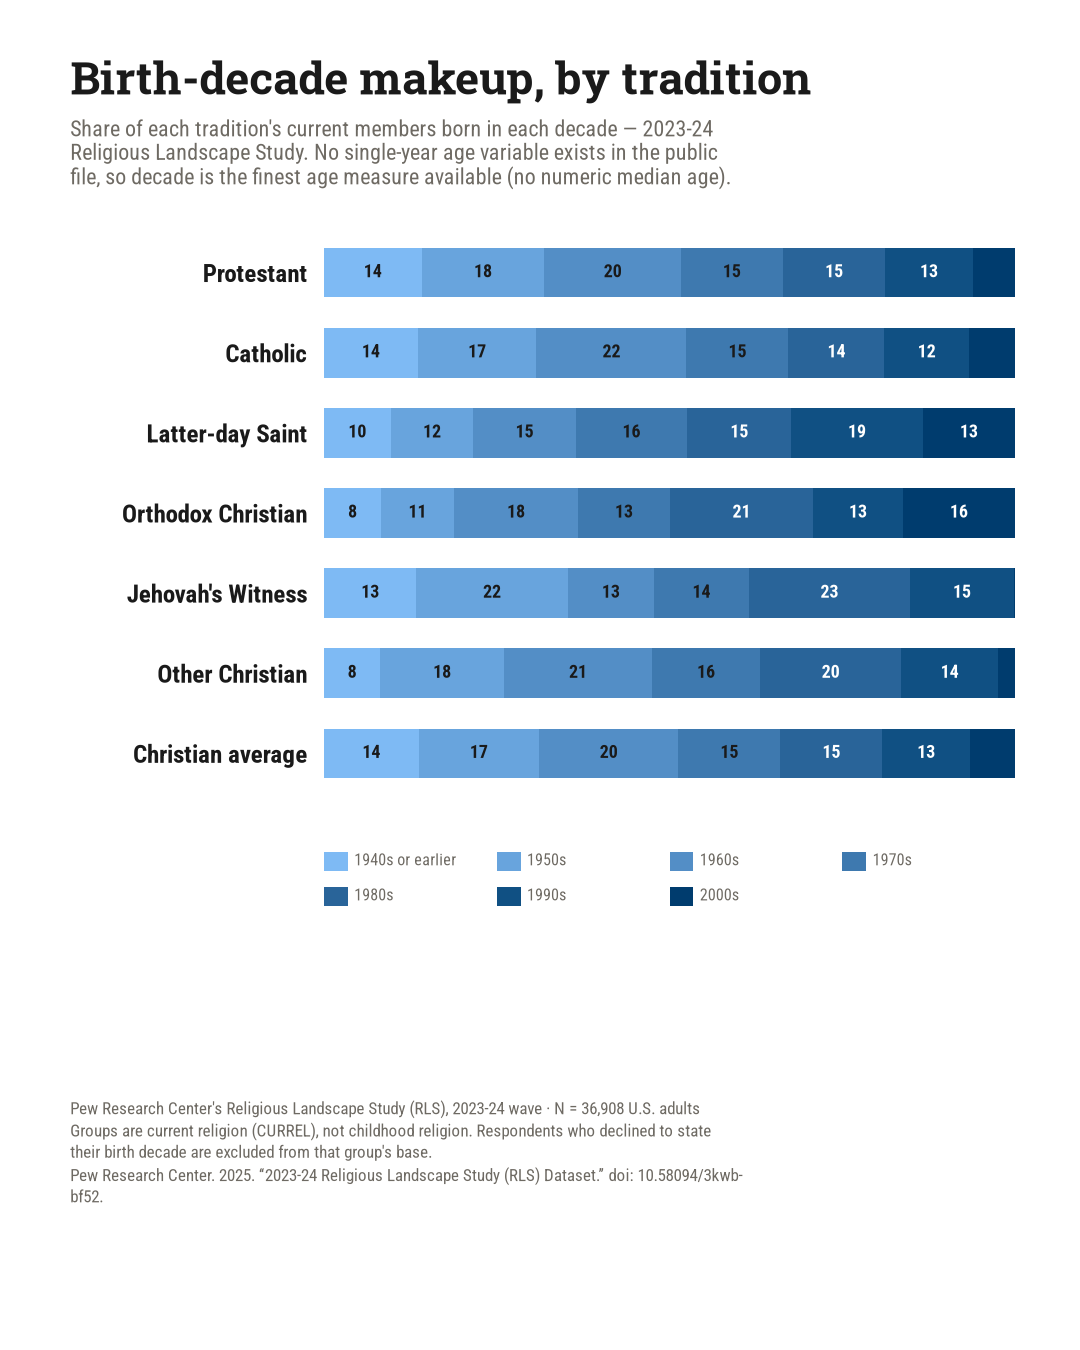 Birth-decade makeup, by tradition
Share of each tradition's current members born in each decade — 2023-24
Religious Landscape Study. No single-year age variable exists in the public
file, so decade is the finest age measure available (no numeric median age).
Protestant 14 18 20 15 15 13
Catholic 14 17 22 15 14 12
Latter-day Saint 10 12 15 16 15 19 13
Orthodox Christian 8 11 18 13 21 13 16
Jehovah's Witness 13 22 13 14 23 15
Other Christian 8 18 21 16 20 14
Christian average 14 17 20 15 15 13
1940s or earlier 1950s 1960s 1970s
1980s 1990s 2000s
Pew Research Center's Religious Landscape Study (RLS), 2023-24 wave · N = 36,908 U.S. adults
Groups are current religion (CURREL), not childhood religion. Respondents who declined to state
their birth decade are excluded from that group's base.
Pew Research Center. 2025. “2023-24 Religious Landscape Study (RLS) Dataset.” doi: 10.58094/3kwb-
bf52.